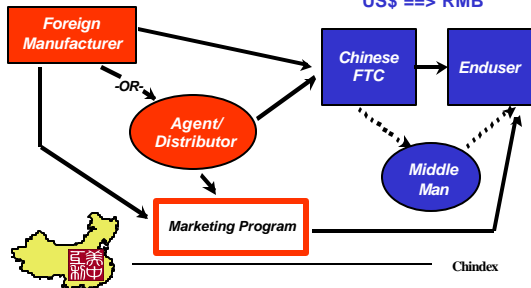 US$ ==> RMB
Foreign
Manufacturer
-OR-
Agent/
Distributor
Chinese
FTC
Enduser
Middle
Man
Marketing Program
Chindex